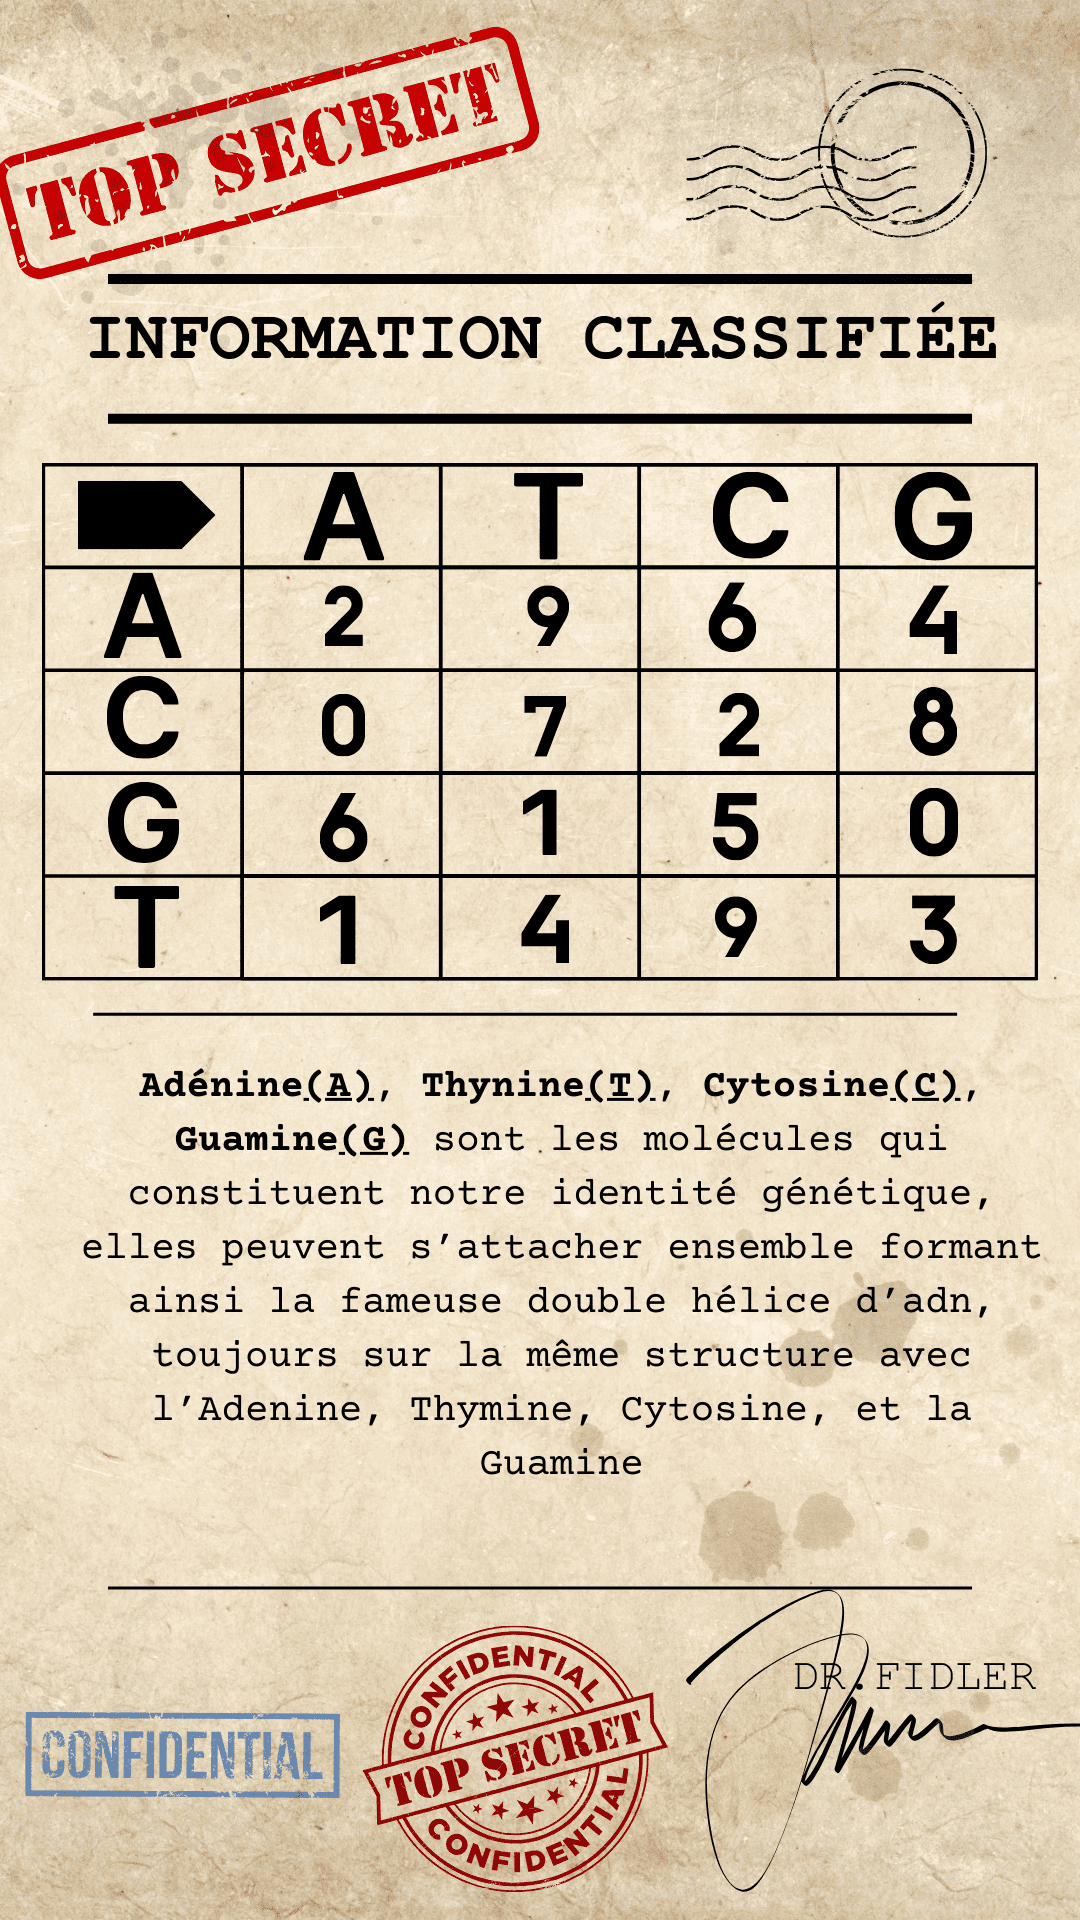 TOP SECRET
INFORMATION CLASSIFIÉE
A T C G
A 2 9 6 4
C 0 7 2 8
G 6 1 5 0
T 1 4 9 3
Adénine(A), Thynine(T), Cytosine(C),
Guamine(G) sont les molécules qui
constituent notre identité génétique,
elles peuvent s’attacher ensemble formant
ainsi la fameuse double hélice d’adn,
toujours sur la même structure avec
l’Adenine, Thymine, Cytosine, et la
Guamine
DR.FIDLER
CONFIDENTIAL
CONFIDENTIAL
TOP SECRET
CONFIDENTIAL